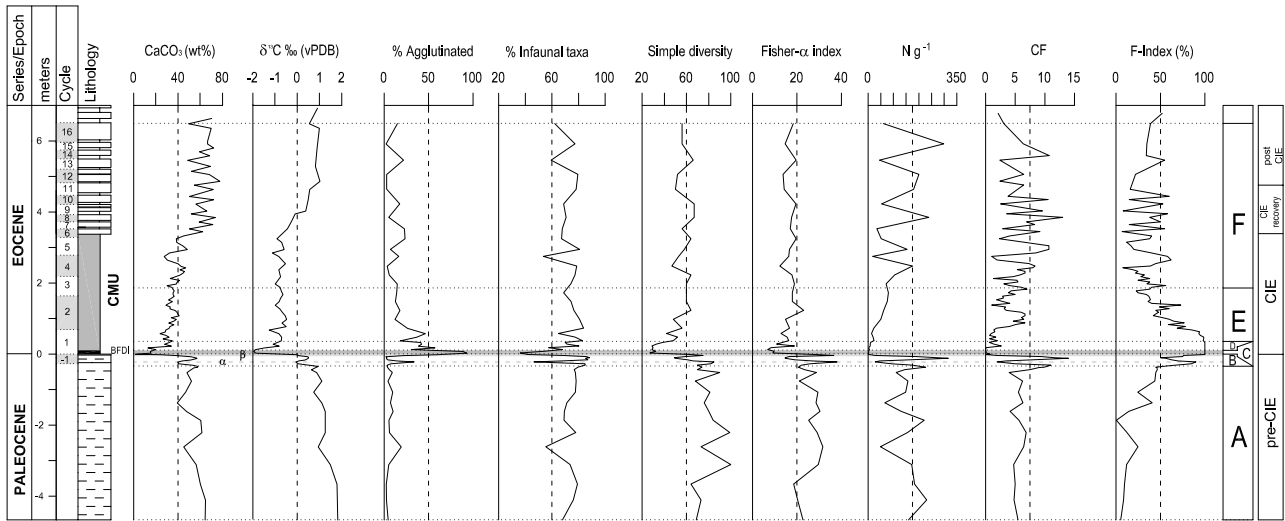 Series/Epoch
meters
Cycle
Lithology
CaCO₃ (wt%)
δ¹³C ‰ (vPDB)
% Agglutinated
% Infaunal taxa
Simple diversity
Fisher-α index
N g⁻¹
CF
F-Index (%)
0 40 80
-2 -1 0 1 2
0 50 100
20 60 100
20 60 100
0 20 40
0 350
0 5 10 15
0 50 100
EOCENE
PALEOCENE
6
4
2
0
-2
-4
16
15
14
13
12
11
10
9
8
7
6
5
4
3
2
1
-1
CMU
BFDI
α
β
F
E
D
C
B
A
post
CIE
CIE
recovery
CIE
pre-CIE